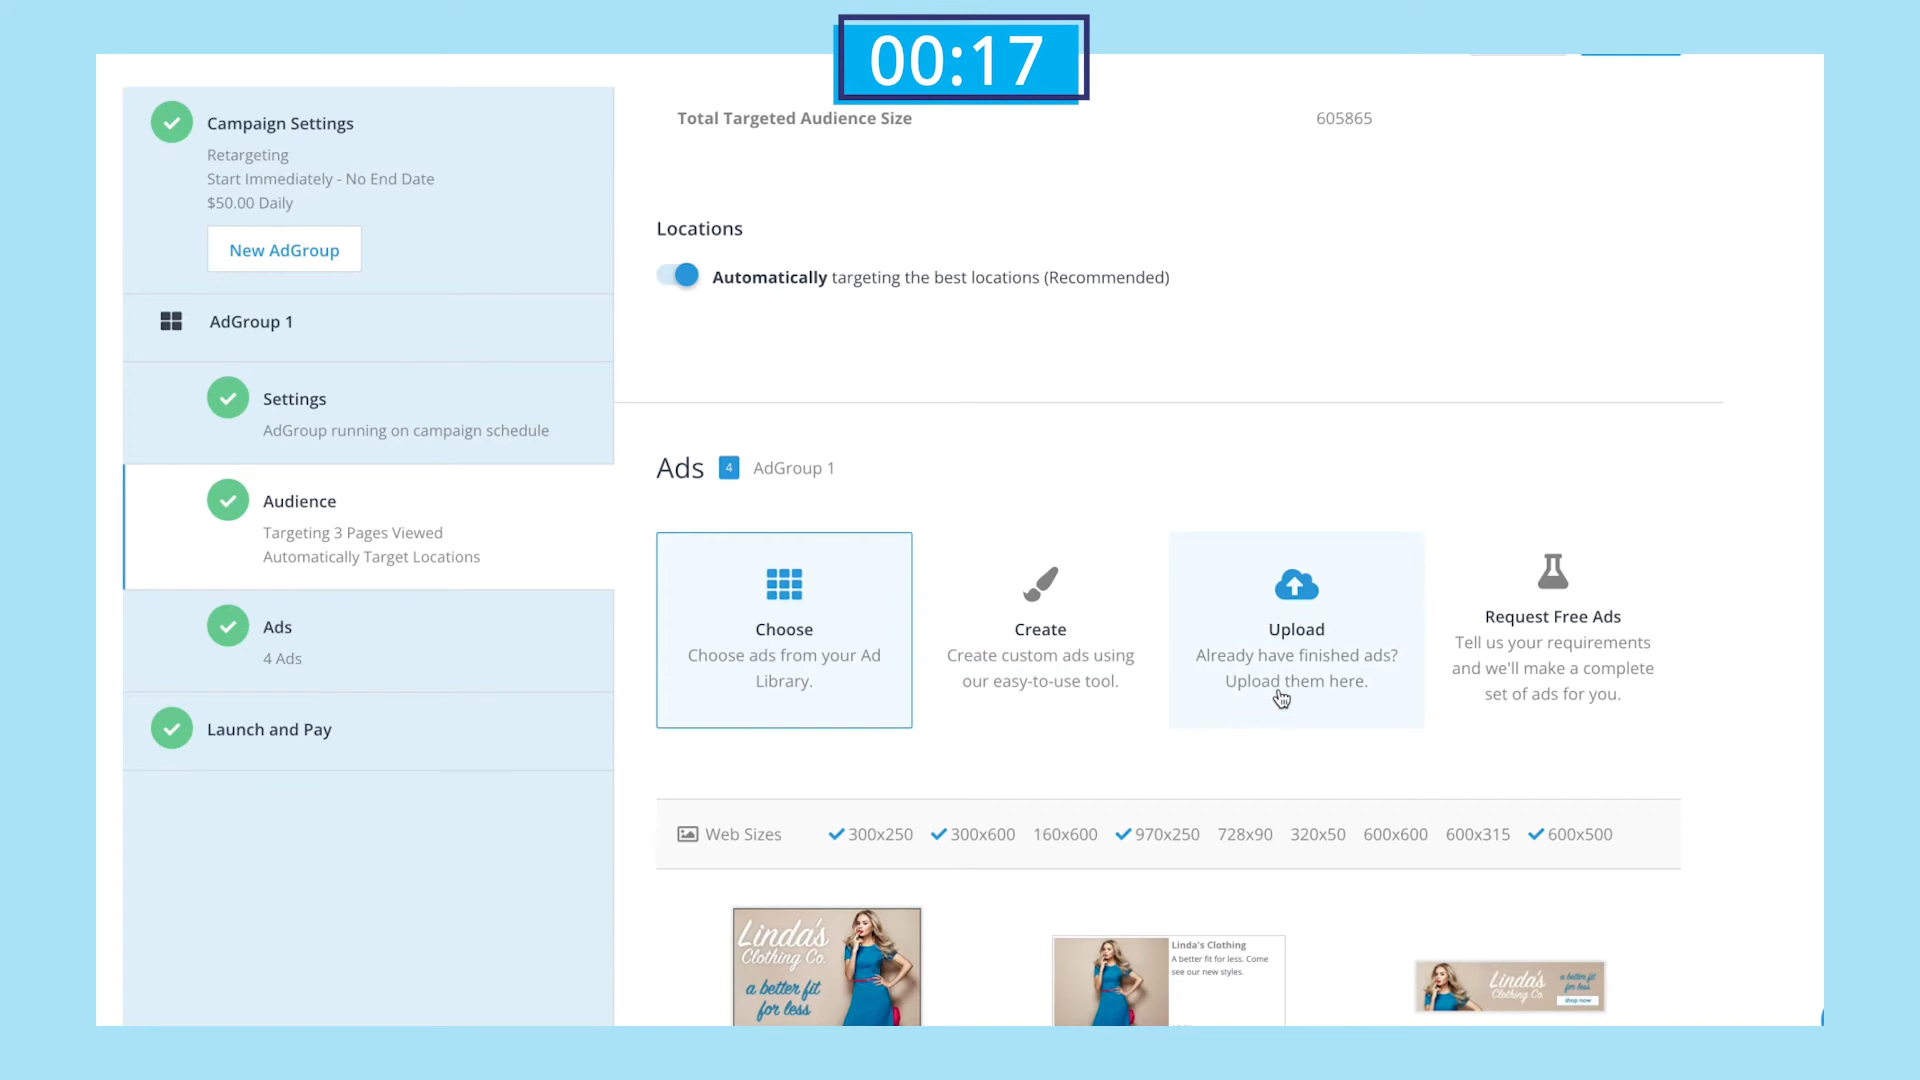 00:17
Campaign Settings
Retargeting
Start Immediately - No End Date
$50.00 Daily
New AdGroup
AdGroup 1
Settings
AdGroup running on campaign schedule
Audience
Targeting 3 Pages Viewed
Automatically Target Locations
Ads
4 Ads
Launch and Pay
Total Targeted Audience Size 605865
Locations
Automatically targeting the best locations (Recommended)
Ads 4 AdGroup 1
Choose
Choose ads from your Ad
Library.
Create
Create custom ads using
our easy-to-use tool.
Upload
Already have finished ads?
Upload them here.
Request Free Ads
Tell us your requirements
and we'll make a complete
set of ads for you.
Web Sizes 300x250 300x600 160x600 970x250 728x90 320x50 600x600 600x315 600x500
Linda's
Clothing Co.
a better fit
for less
Linda's Clothing
A better fit for less. Come
see our new styles.
Linda's
Clothing Co.
a better fit
for less
shop now